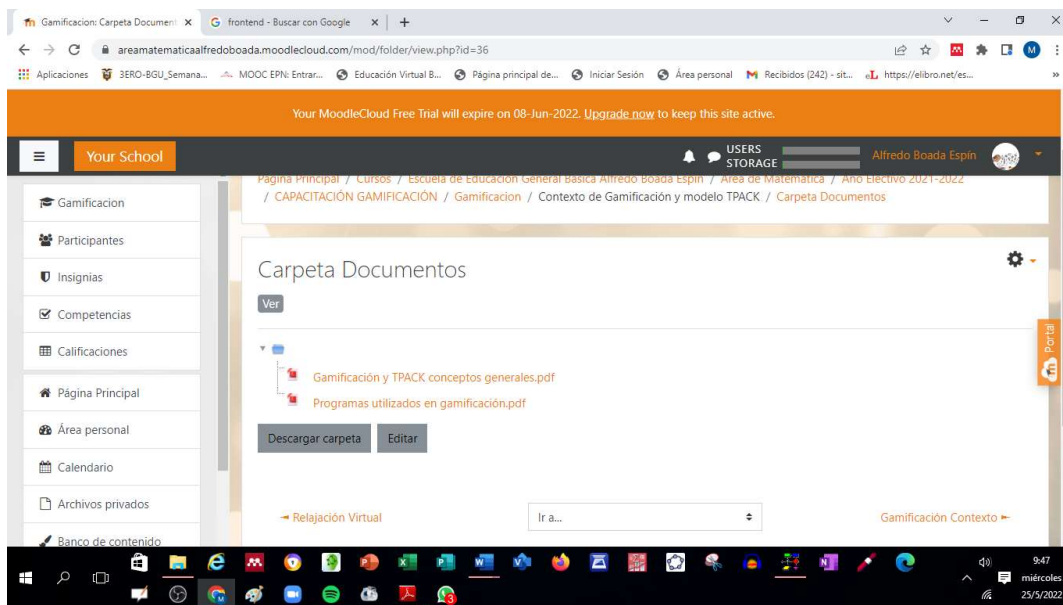 Gamificacion: Carpeta Document
frontend - Buscar con Google
areamatematicaalfredoboada.moodlecloud.com/mod/folder/view.php?id=36
M
Aplicaciones 3ERO-BGU_Semana... MOOC EPN: Entrar... Educación Virtual B... Página principal de... Iniciar Sesión Área personal Recibidos (242) - sit... eL https://elibro.net/es... »
Your MoodleCloud Free Trial will expire on 08-Jun-2022. Upgrade now to keep this site active.
Your School
USERS
STORAGE
Alfredo Boada Espín
Página Principal / Cursos / Escuela de Educación General Básica Alfredo Boada Espín / Área de Matemática / Año Electivo 2021-2022
/ CAPACITACIÓN GAMIFICACIÓN / Gamificacion / Contexto de Gamificación y modelo TPACK / Carpeta Documentos
Gamificacion
Participantes
Insignias
Competencias
Calificaciones
Página Principal
Área personal
Calendario
Archivos privados
Banco de contenido
Carpeta Documentos
Ver
Gamificación y TPACK conceptos generales.pdf
Programas utilizados en gamificación.pdf
Descargar carpeta Editar
◄ Relajación Virtual
Ir a...
Gamificación Contexto ►
Portal
9:47
miércoles
25/5/2022